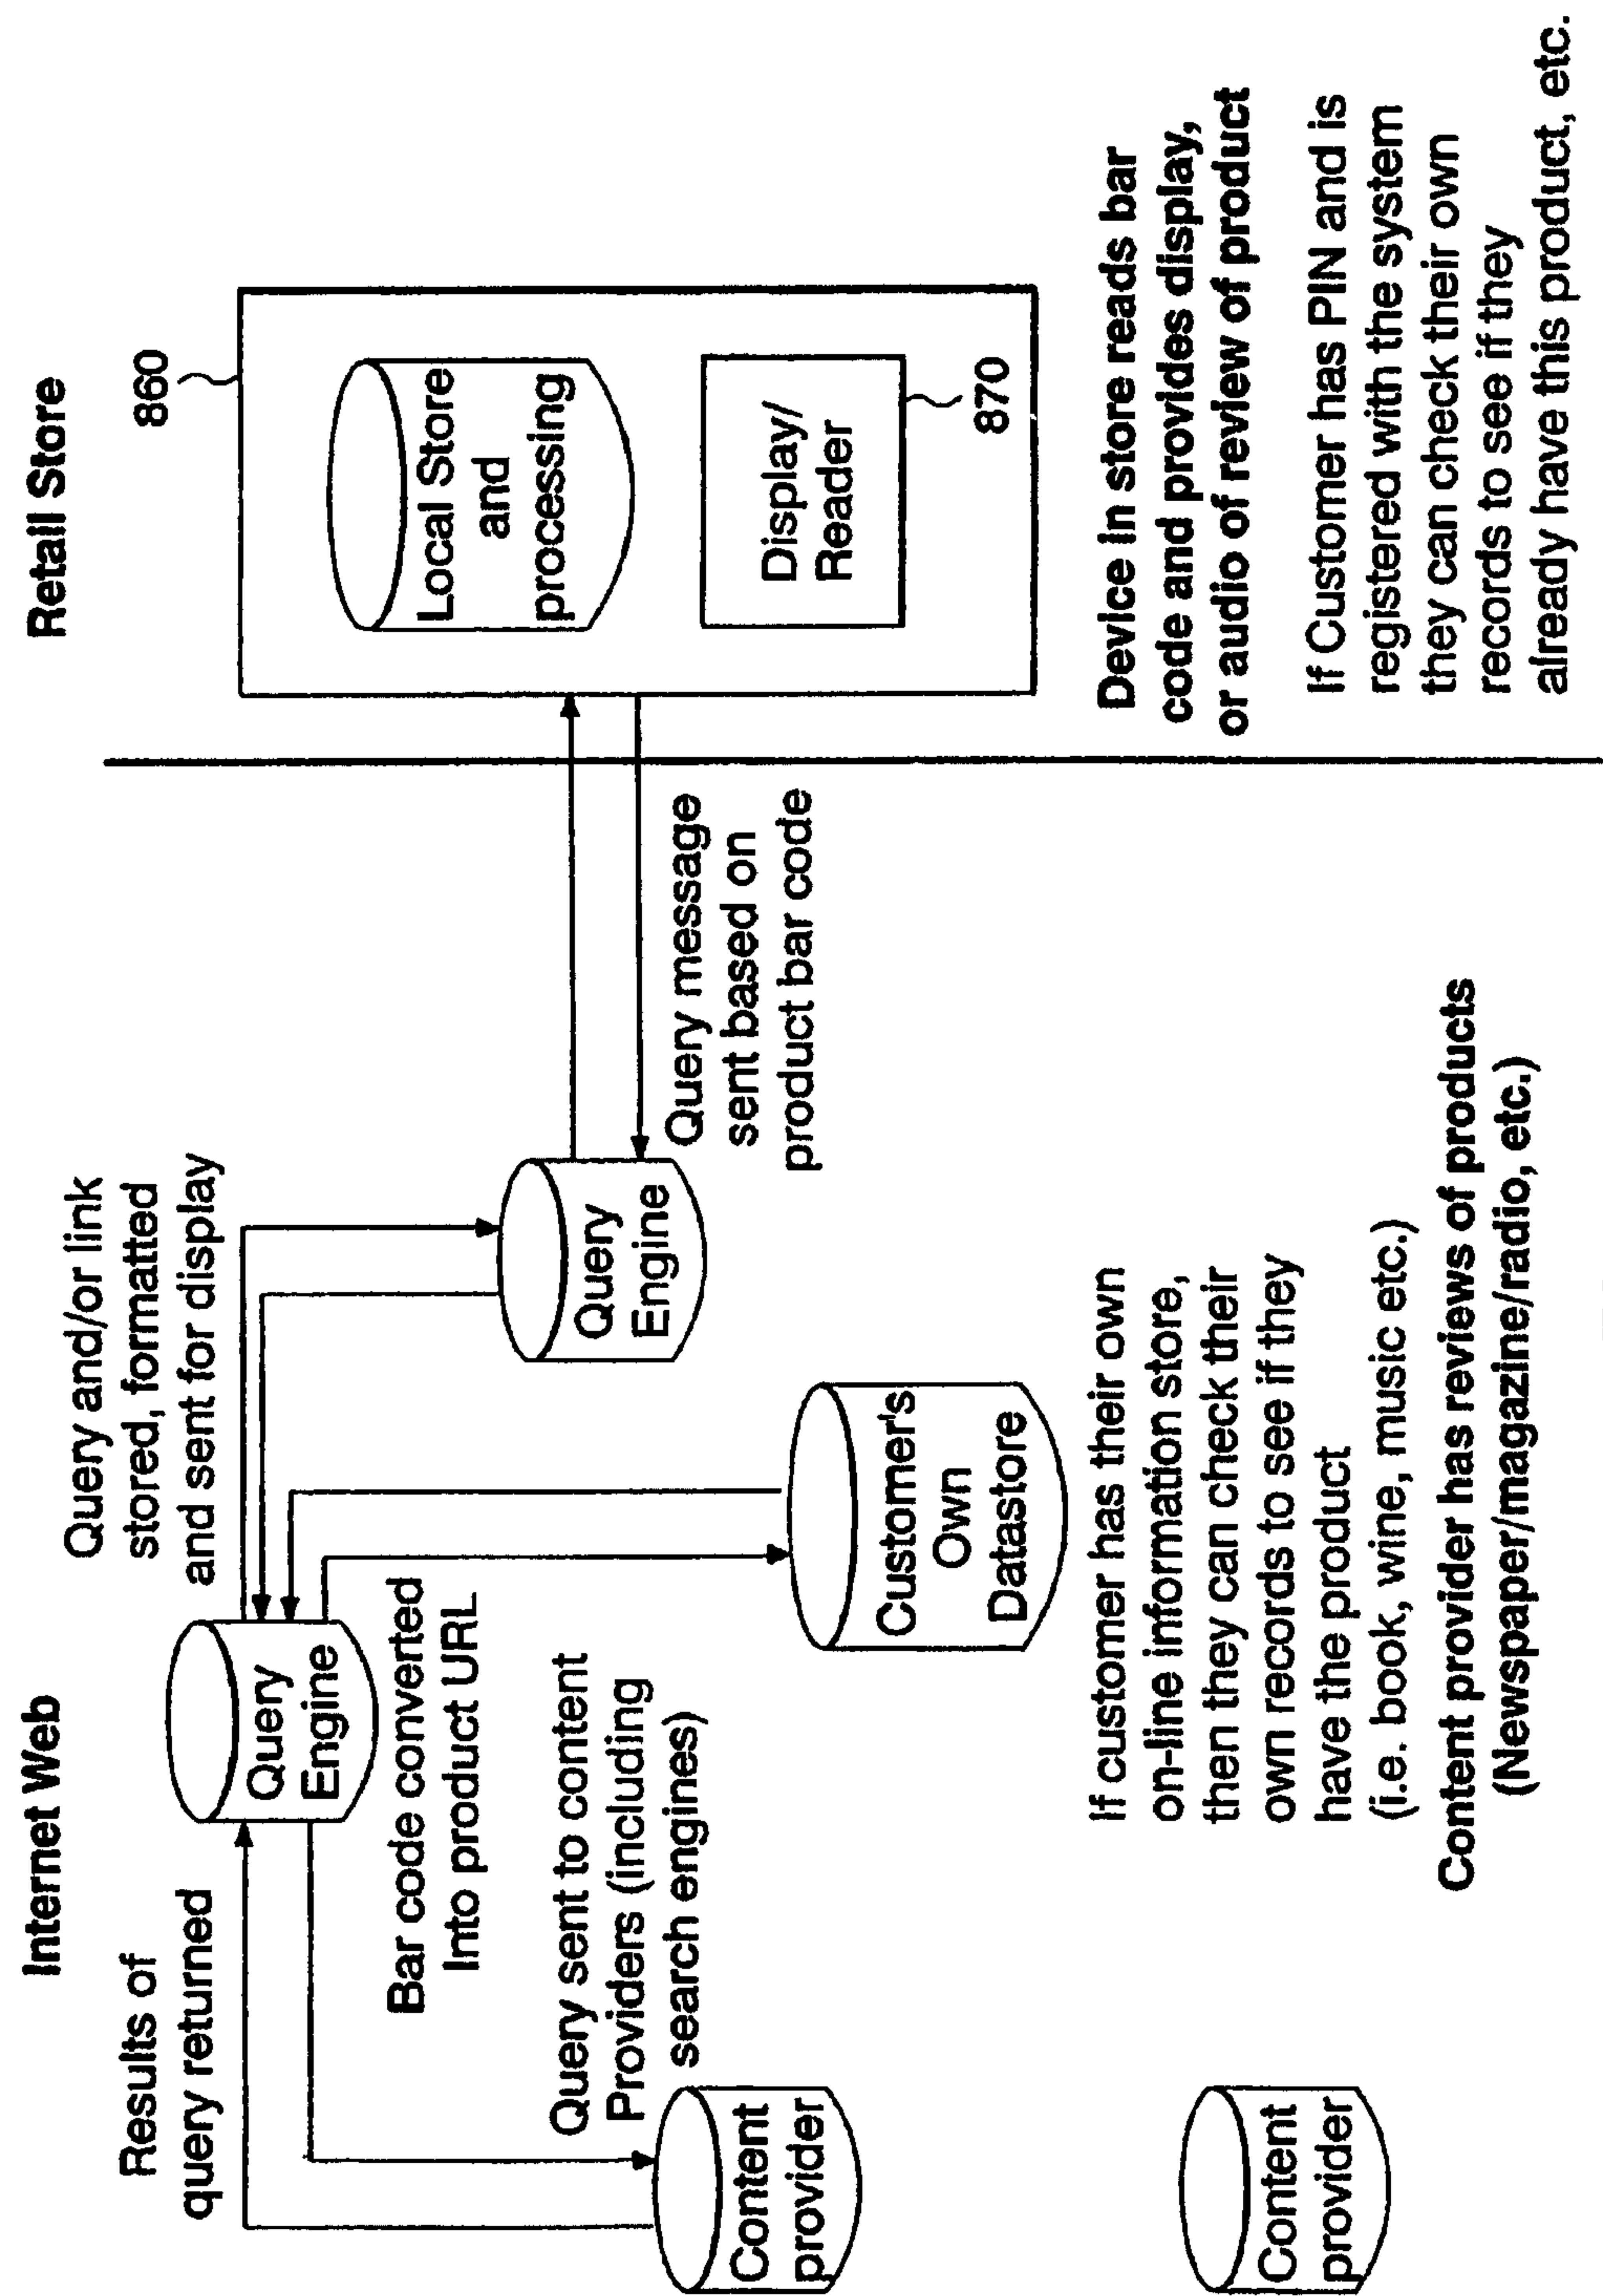 Internet Web
Retail Store
Results of
query returned
Query
Engine
Bar code converted
Into product URL
Query sent to content
Providers (including
search engines)
Content
provider
Content
provider
Query and/or link
stored, formatted
and sent for display
Query
Engine
Customer's
Own
Datastore
If customer has their own
on-line information store,
then they can check their
own records to see if they
have the product
(i.e. book, wine, music etc.)
Content provider has reviews of products
(Newspaper/magazine/radio, etc.)
Query message
sent based on
product bar code
860
Local Store
and
processing
Display/
Reader
870
Device in store reads bar
code and provides display,
or audio of review of product
If Customer has PIN and is
registered with the system
they can check their own
records to see if they
already have this product, etc.